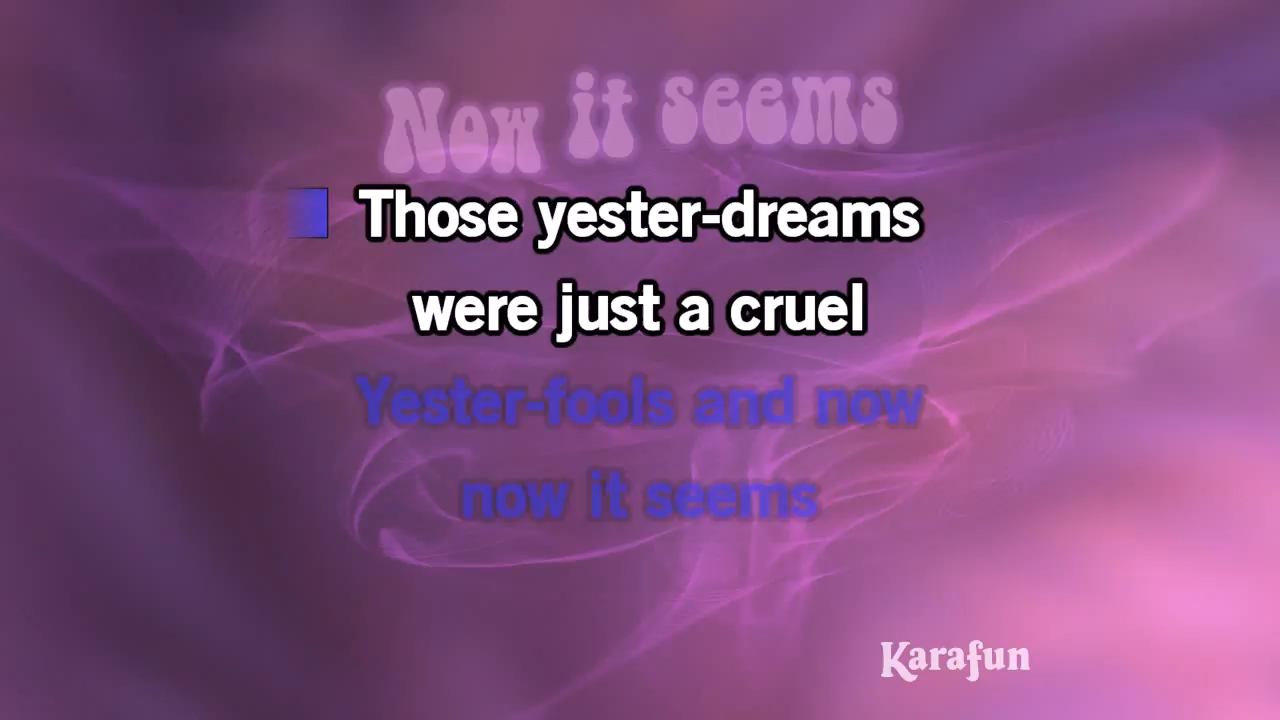 Now it seems
Those yester-dreams
were just a cruel
Yester-fools and now
now it seems
Karafun